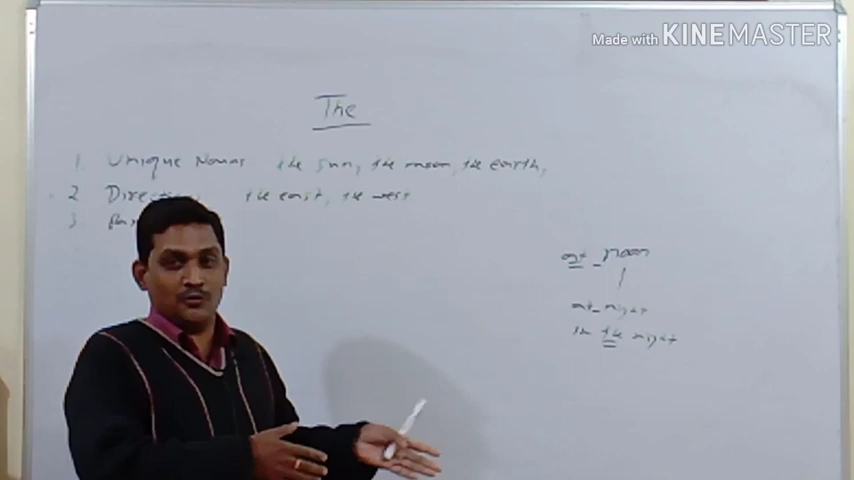 Made with KINEMASTER
The
1 Unique Nouns the sun, the moon, the earth,
2 the east, the west
3
at noon
at night
in the night